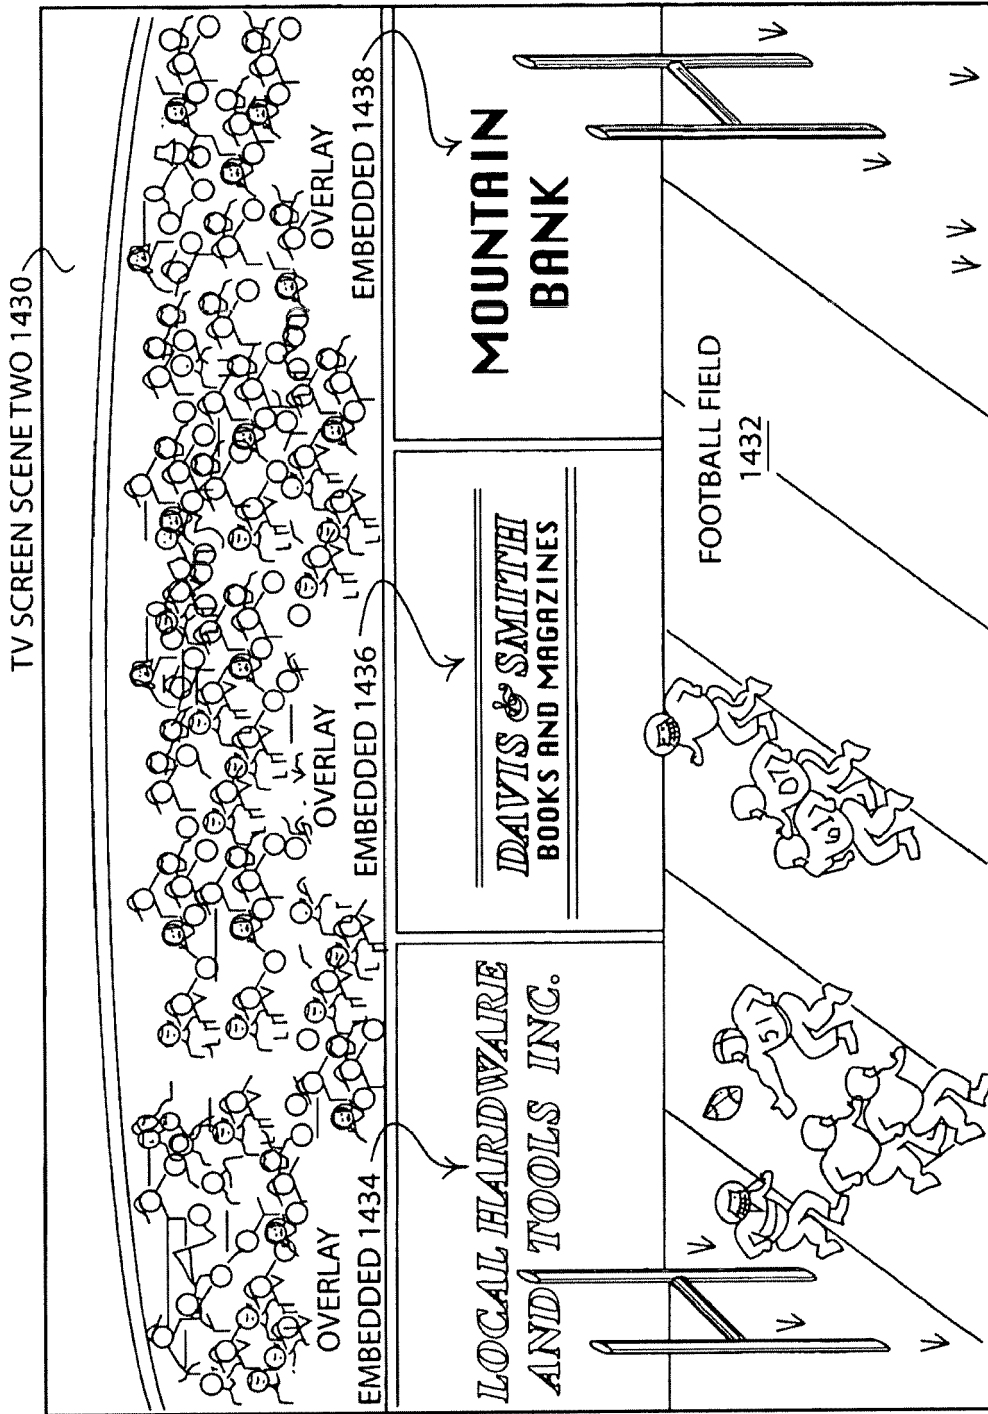 TV SCREEN SCENE TWO 1430
OVERLAY
EMBEDDED 1434
OVERLAY
EMBEDDED 1436
OVERLAY
EMBEDDED 1438
LOCAL HARDWARE
AND TOOLS INC.
DAVIS & SMITH
BOOKS AND MAGAZINES
MOUNTAIN
BANK
FOOTBALL FIELD
1432
51